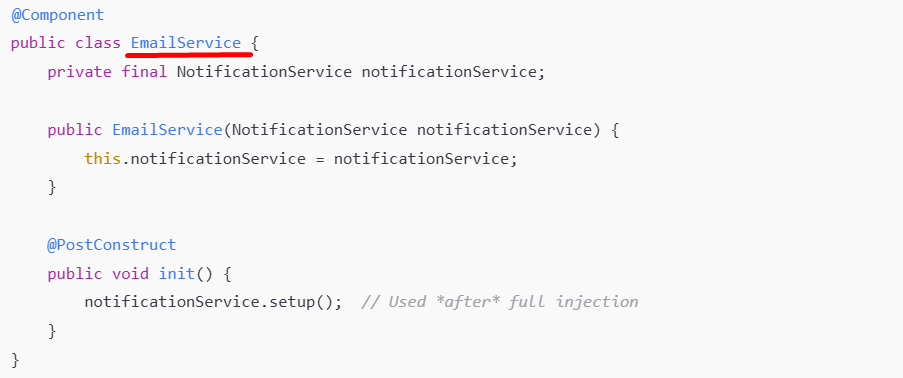 @Component
public class EmailService {
    private final NotificationService notificationService;
    public EmailService(NotificationService notificationService) {
        this.notificationService = notificationService;
    }
    @PostConstruct
    public void init() {
        notificationService.setup();  // Used *after* full injection
    }
}